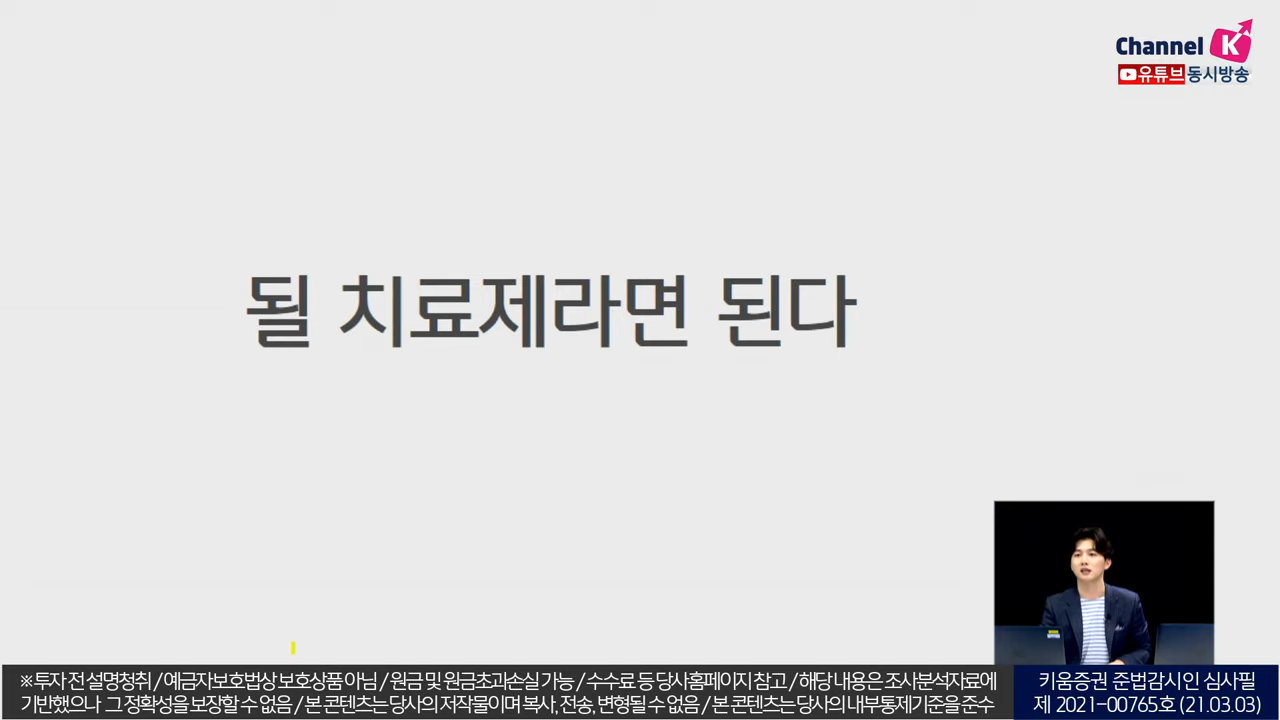 Channel K
유튜브 동시방송
될 치료제라면 된다
※투자 전 설명청취 / 예금자보호법상 보호상품 아님 / 원금 및 원금초과손실 가능 / 수수료 등 당사홈페이지 참고 / 해당 내용은 조사분석자료에
기반했으나 그 정확성을 보장할 수 없음 / 본 콘텐츠는 당사의 저작물이며 복사, 전송, 변형될 수 없음 / 본 콘텐츠는 당사의 내부통제기준을 준수
키움증권 준법감시인 심사필
제 2021-00765호 (21.03.03)